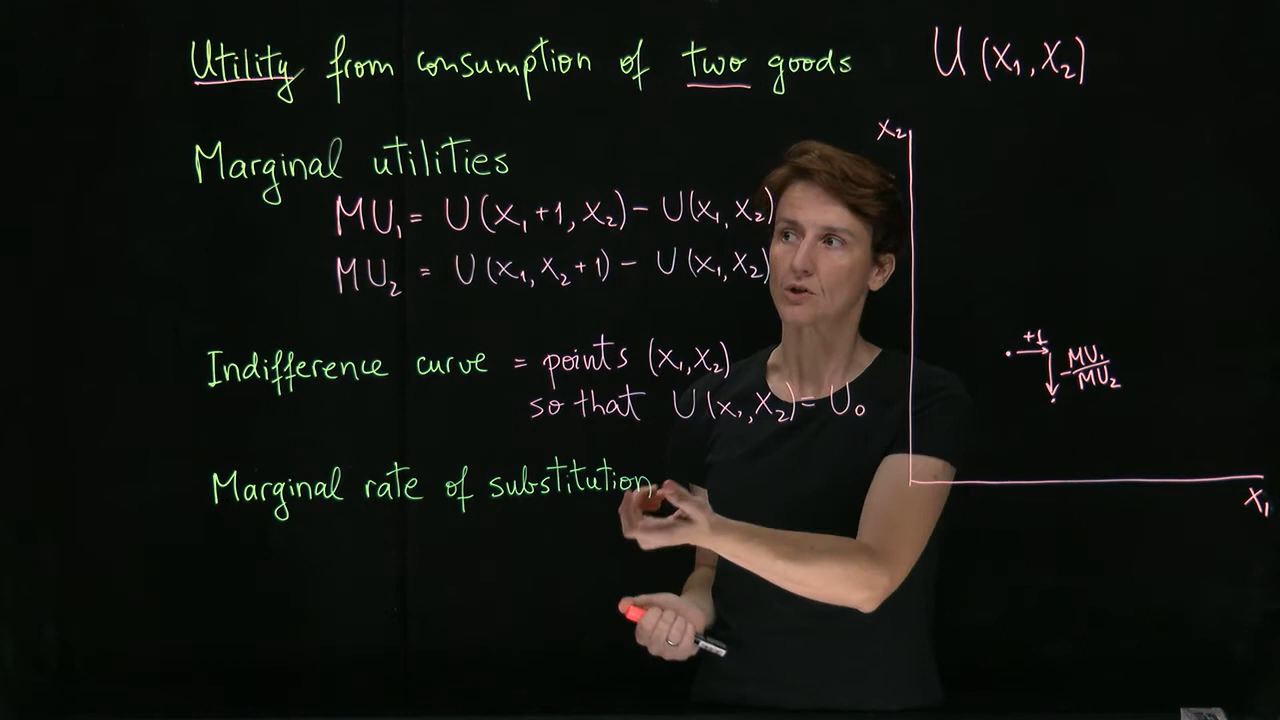 Utility from consumption of two goods U(x₁, x₂)
Marginal utilities
MU₁ = U(x₁+1, x₂) - U(x₁, x₂)
MU₂ = U(x₁, x₂+1) - U(x₁, x₂)
Indifference curve = points (x₁, x₂)
so that U(x₁, x₂) = U₀
Marginal rate of substitution
x₂
+1
- MU₁
MU₂
x₁